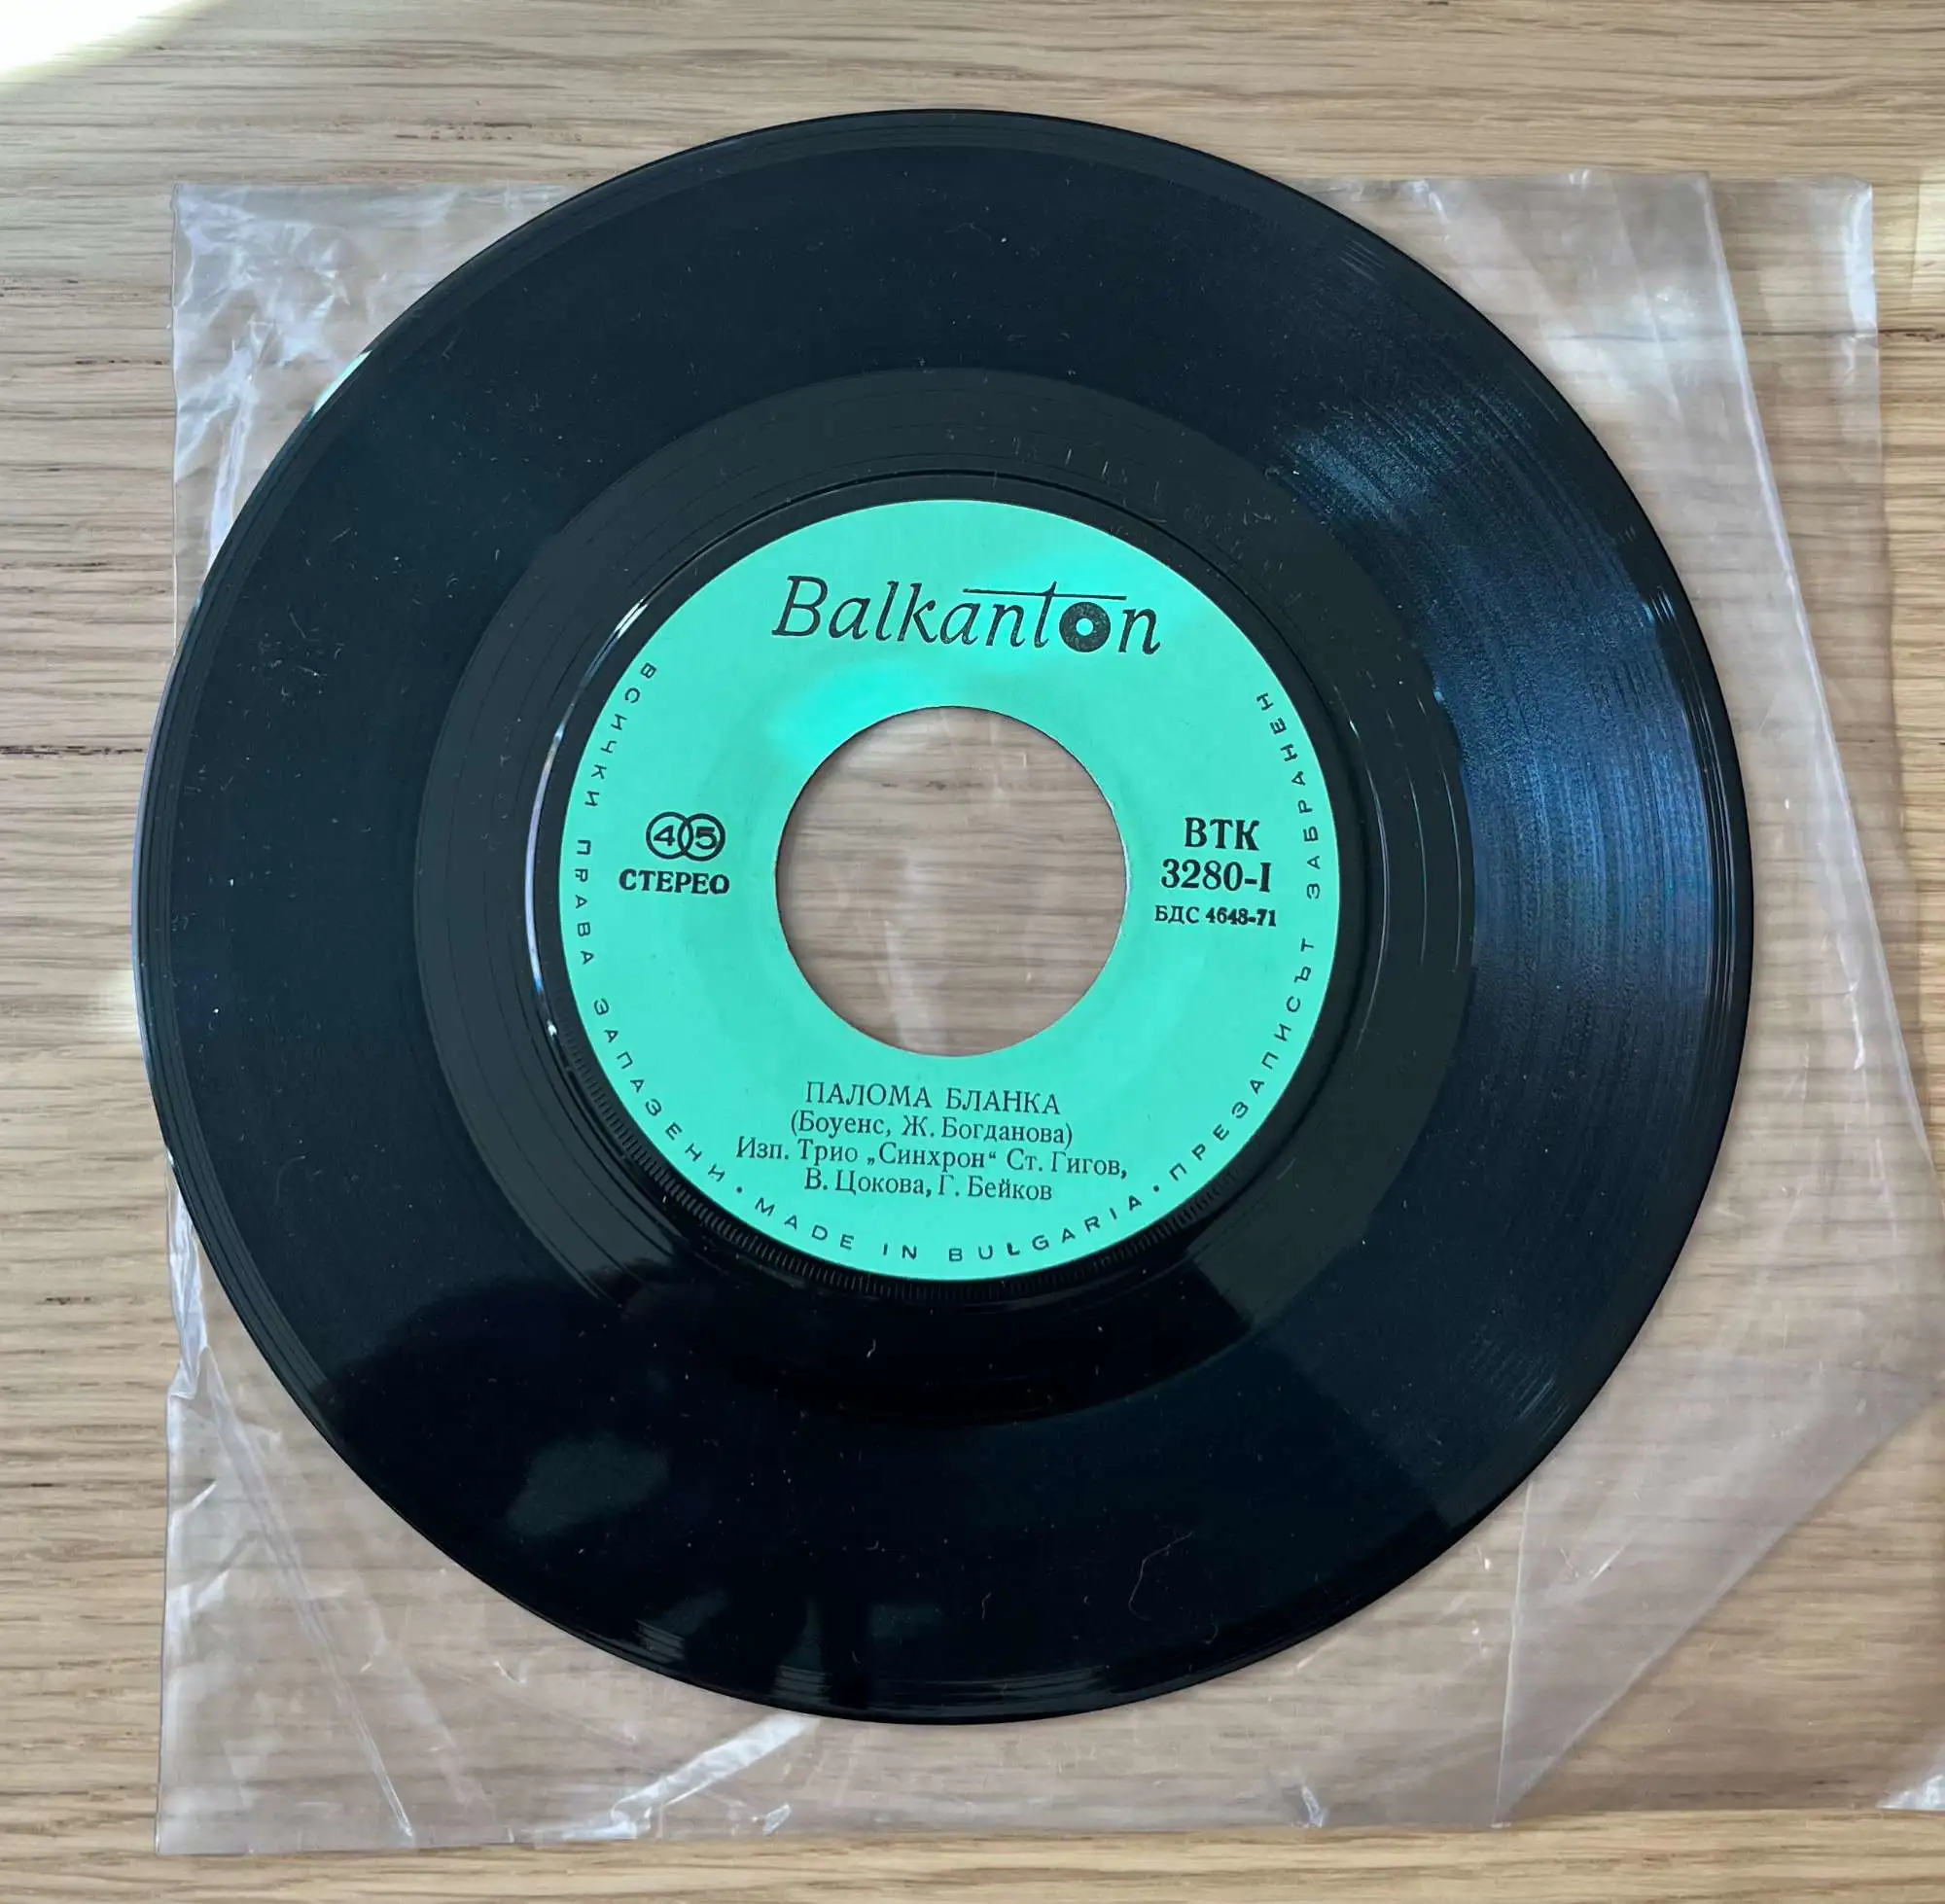 Balkanton
45
СТЕРЕО
ВТК
3280-I
БДС 4648-71
ПАЛОМА БЛАНКА
(Боуенс, Ж. Богданова)
Изп. Трио „Синхрон“ Ст. Гигов,
В. Цокова, Г. Бейков
ВСИЧКИ ПРАВА ЗАПАЗЕНИ • MADE IN BULGARIA • ПРЕЗАПИСЪТ ЗАБРАНЕН